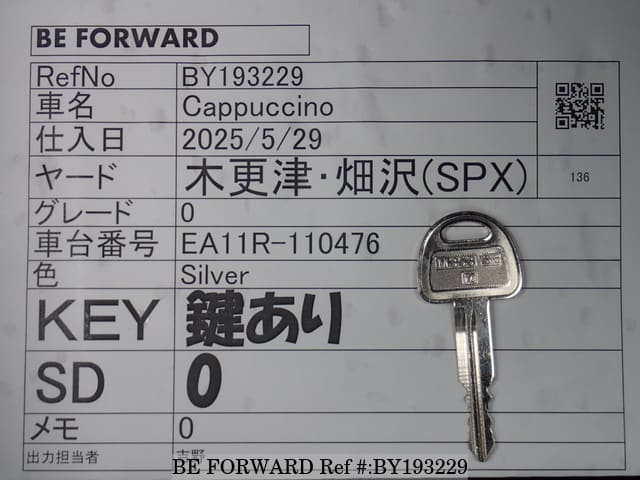 BE FORWARD
RefNo BY193229
車名 Cappuccino
仕入日 2025/5/29
ヤード 木更津・畑沢(SPX) 136
グレード 0
車台番号 EA11R-110476
色 Silver
KEY 鍵あり
SD 0
メモ 0
出力担当者 吉野
BE FORWARD Ref #:BY193229